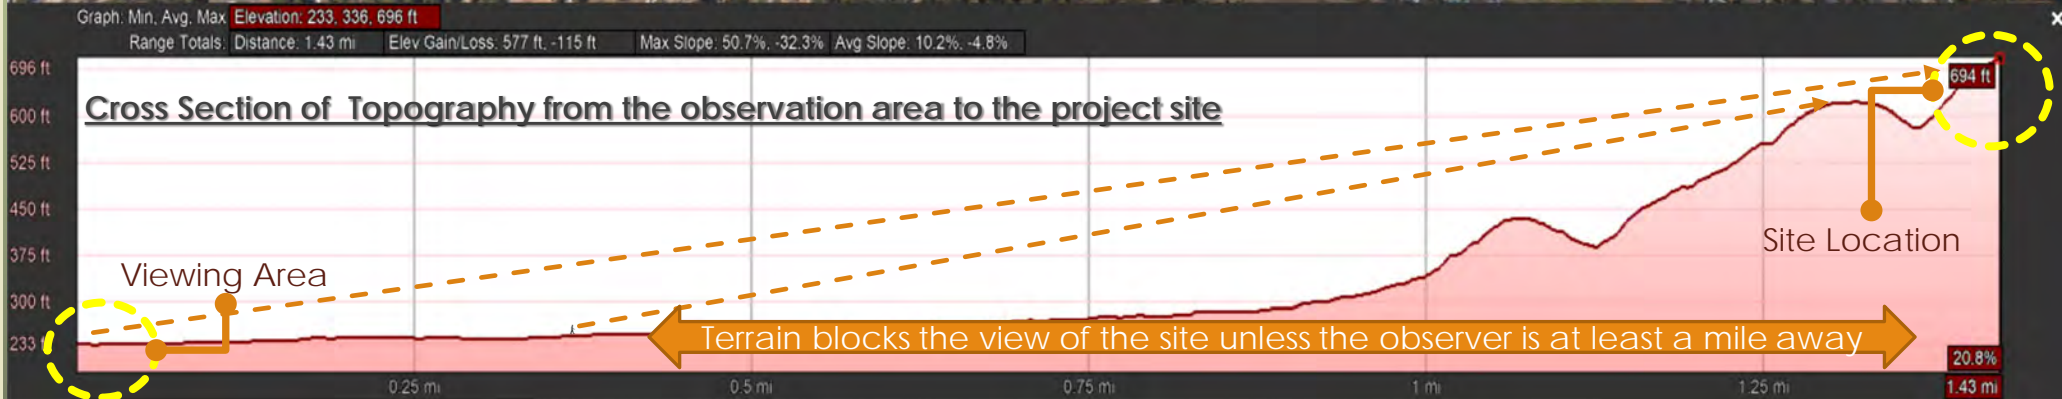 Graph: Min, Avg, Max Elevation: 233, 336, 696 ft
x
Range Totals: Distance: 1.43 mi Elev Gain/Loss: 577 ft, -115 ft Max Slope: 50.7%, -32.3% Avg Slope: 10.2%, -4.8%
696 ft
694 ft
Cross Section of Topography from the observation area to the project site
600 ft
525 ft
450 ft
Site Location
375 ft
Viewing Area
300 ft
233
Terrain blocks the view of the site unless the observer is at least a mile away
20.8%
0.25 mi 0.5 mi 0.75 mi 1 mi 1.25 mi 1.43 mi